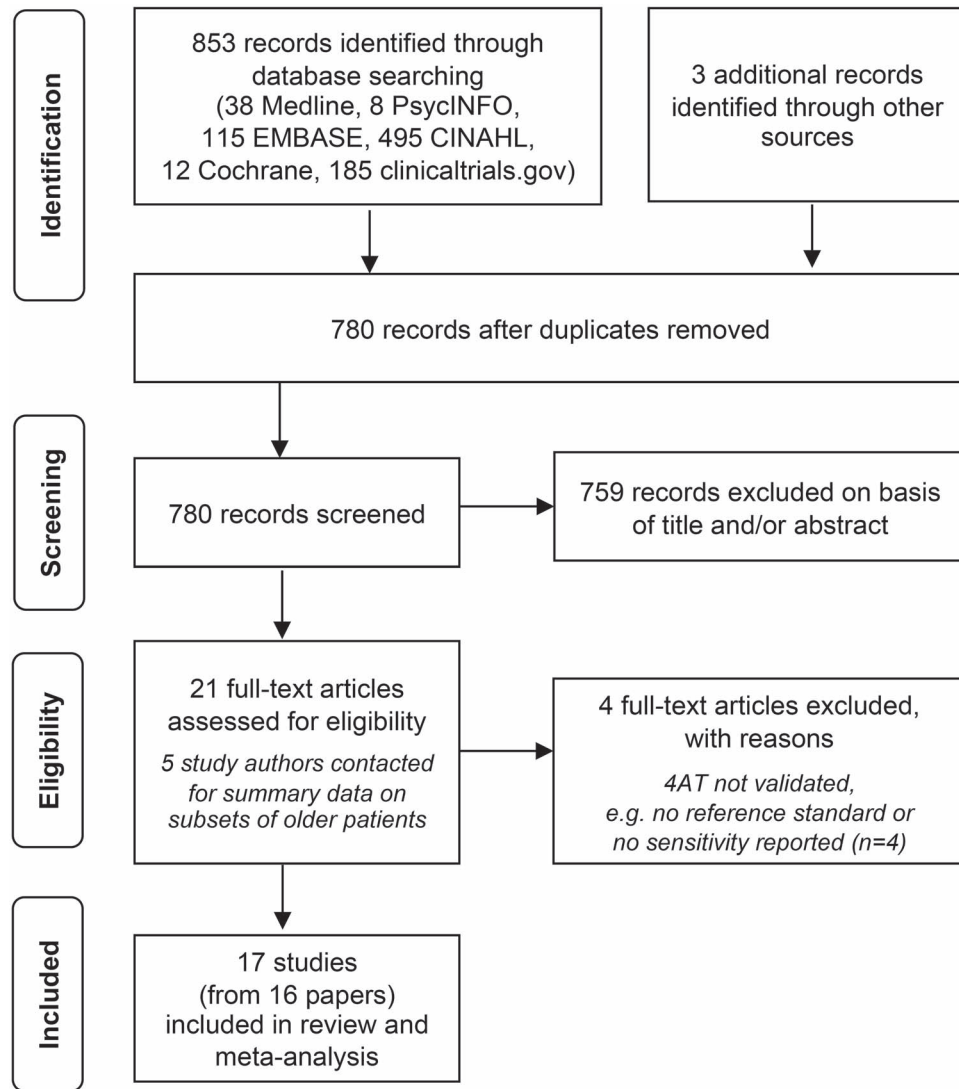 Identification
853 records identified through
database searching
(38 Medline, 8 PsycINFO,
115 EMBASE, 495 CINAHL,
12 Cochrane, 185 clinicaltrials.gov)
3 additional records
identified through other
sources
780 records after duplicates removed
Screening
780 records screened
759 records excluded on basis
of title and/or abstract
Eligibility
21 full-text articles
assessed for eligibility
5 study authors contacted
for summary data on
subsets of older patients
4 full-text articles excluded,
with reasons
4AT not validated,
e.g. no reference standard or
no sensitivity reported (n=4)
Included
17 studies
(from 16 papers)
included in review and
meta-analysis